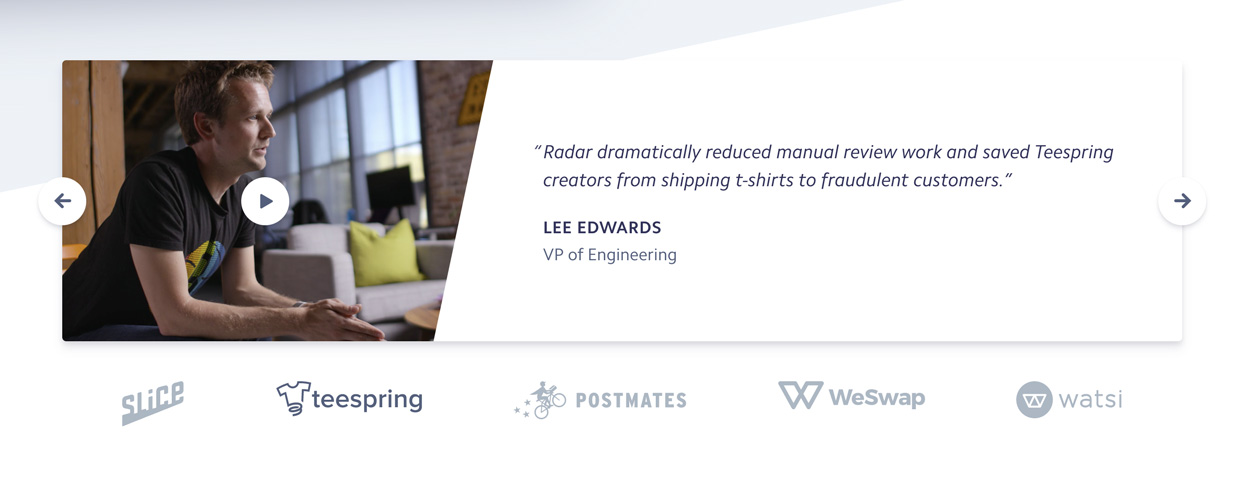 “Radar dramatically reduced manual review work and saved Teespring
creators from shipping t-shirts to fraudulent customers.”
LEE EDWARDS
VP of Engineering
SLiCE
teespring
POSTMATES
WeSwap
watsi